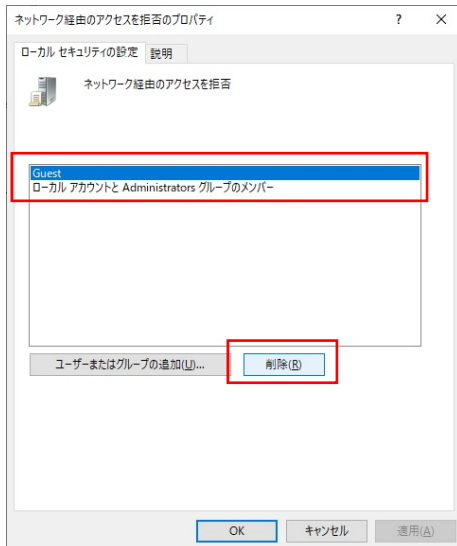 ネットワーク経由のアクセスを拒否のプロパティ ? ×
ローカル セキュリティの設定 説明
ネットワーク経由のアクセスを拒否
Guest
ローカル アカウントと Administrators グループのメンバー
ユーザーまたはグループの追加(U)... 削除(R)
OK キャンセル 適用(A)